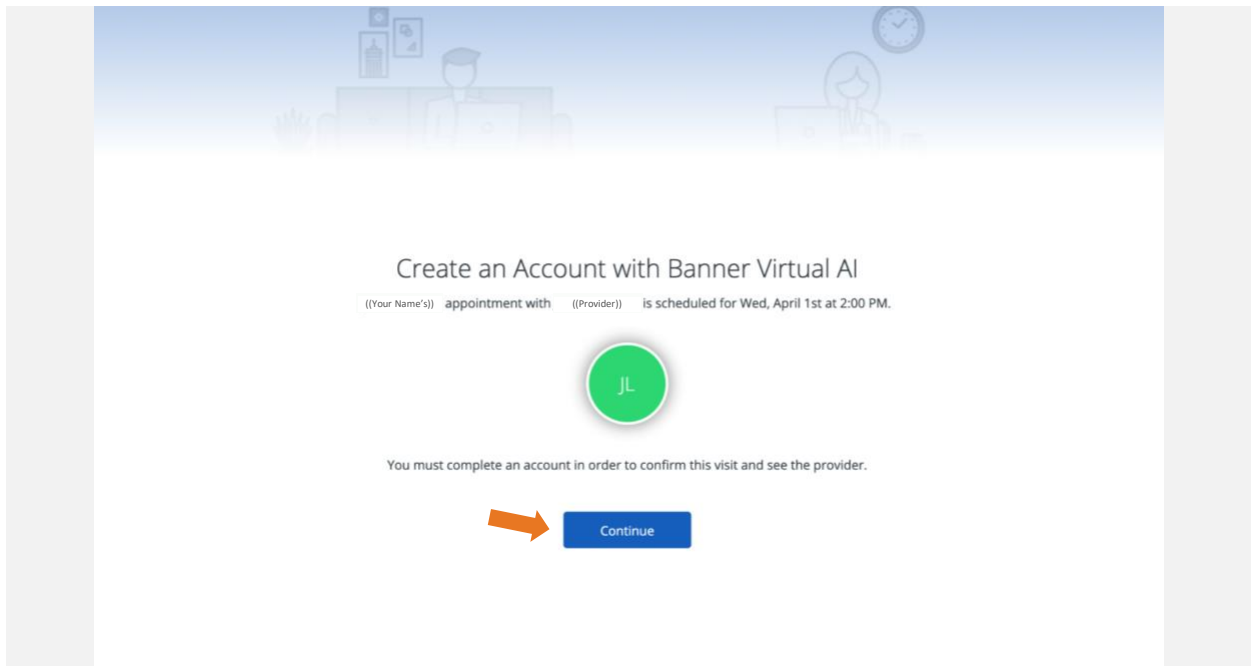 Create an Account with Banner Virtual AI
((Your Name's)) appointment with ((Provider)) is scheduled for Wed, April 1st at 2:00 PM.
JL
You must complete an account in order to confirm this visit and see the provider.
Continue